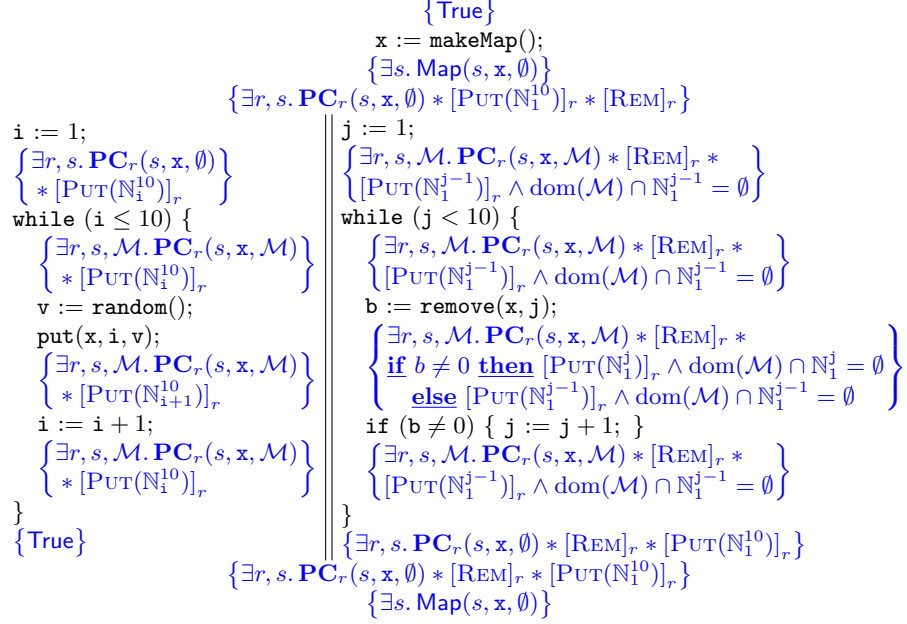 {True}
x := makeMap();
{∃s. Map(s, x, ∅)}
{∃r, s. PC_r(s, x, ∅) ∗ [PUT(ℕ_1^10)]_r ∗ [REM]_r}
i := 1;
{∃r, s. PC_r(s, x, ∅)
∗ [PUT(ℕ_i^10)]_r}
while (i ≤ 10) {
{∃r, s, ℳ. PC_r(s, x, ℳ)
∗ [PUT(ℕ_i^10)]_r}
v := random();
put(x, i, v);
{∃r, s, ℳ. PC_r(s, x, ℳ)
∗ [PUT(ℕ_{i+1}^10)]_r}
i := i + 1;
{∃r, s, ℳ. PC_r(s, x, ℳ)
∗ [PUT(ℕ_i^10)]_r}
}
{True}
j := 1;
{∃r, s, ℳ. PC_r(s, x, ℳ) ∗ [REM]_r ∗
[PUT(ℕ_1^{j−1})]_r ∧ dom(ℳ) ∩ ℕ_1^{j−1} = ∅}
while (j < 10) {
{∃r, s, ℳ. PC_r(s, x, ℳ) ∗ [REM]_r ∗
[PUT(ℕ_1^{j−1})]_r ∧ dom(ℳ) ∩ ℕ_1^{j−1} = ∅}
b := remove(x, j);
{∃r, s, ℳ. PC_r(s, x, ℳ) ∗ [REM]_r ∗
if b ≠ 0 then [PUT(ℕ_1^j)]_r ∧ dom(ℳ) ∩ ℕ_1^j = ∅
else [PUT(ℕ_1^{j−1})]_r ∧ dom(ℳ) ∩ ℕ_1^{j−1} = ∅}
if (b ≠ 0) { j := j + 1; }
{∃r, s, ℳ. PC_r(s, x, ℳ) ∗ [REM]_r ∗
[PUT(ℕ_1^{j−1})]_r ∧ dom(ℳ) ∩ ℕ_1^{j−1} = ∅}
}
{∃r, s. PC_r(s, x, ∅) ∗ [REM]_r ∗ [PUT(ℕ_1^10)]_r}
{∃r, s. PC_r(s, x, ∅) ∗ [REM]_r ∗ [PUT(ℕ_1^10)]_r}
{∃s. Map(s, x, ∅)}